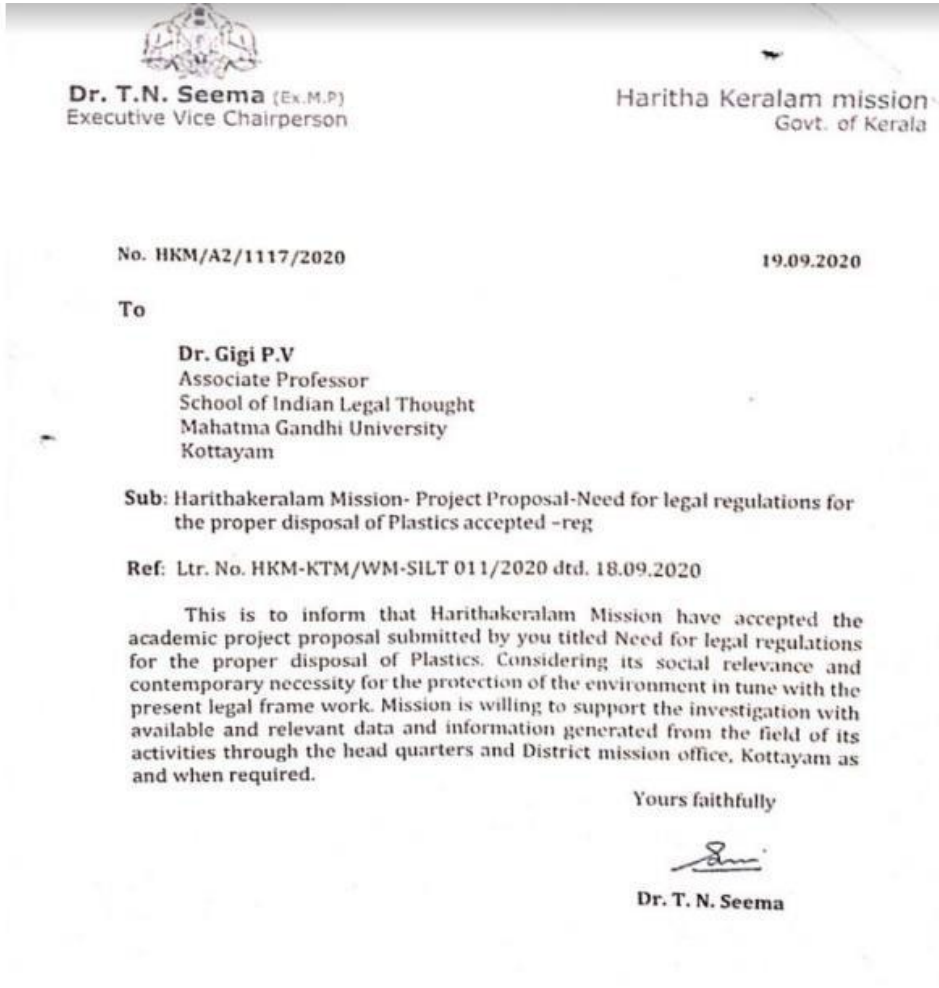 Dr. T.N. Seema (Ex.M.P)
Executive Vice Chairperson
Haritha Keralam mission
Govt. of Kerala
No. HKM/A2/1117/2020
19.09.2020
To
Dr. Gigi P.V
Associate Professor
School of Indian Legal Thought
Mahatma Gandhi University
Kottayam
Sub: Harithakeralam Mission- Project Proposal-Need for legal regulations for
the proper disposal of Plastics accepted –reg
Ref: Ltr. No. HKM-KTM/WM-SILT 011/2020 dtd. 18.09.2020
This is to inform that Harithakeralam Mission have accepted the
academic project proposal submitted by you titled Need for legal regulations
for the proper disposal of Plastics. Considering its social relevance and
contemporary necessity for the protection of the environment in tune with the
present legal frame work. Mission is willing to support the investigation with
available and relevant data and information generated from the field of its
activities through the head quarters and District mission office, Kottayam as
and when required.
Yours faithfully
Dr. T. N. Seema